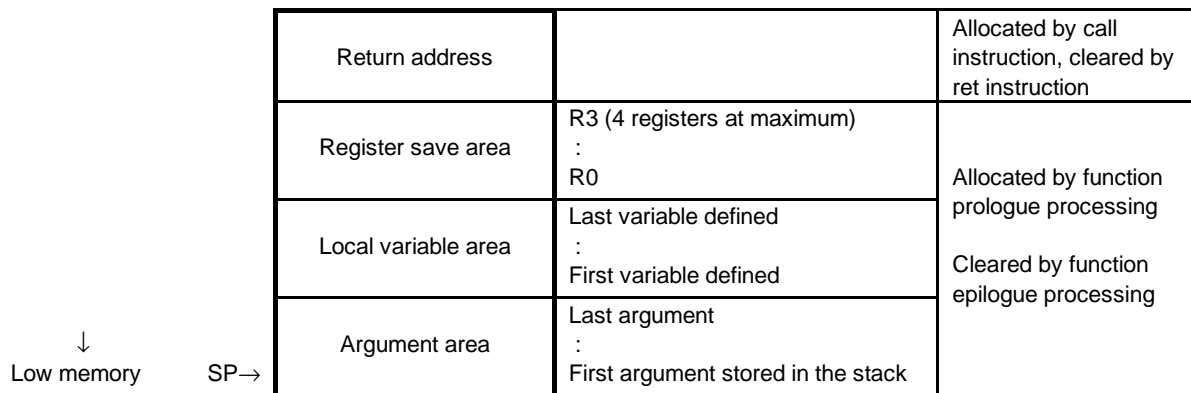 Return address
Allocated by call
instruction, cleared by
ret instruction
Register save area
R3 (4 registers at maximum)
:
R0
Allocated by function
prologue processing
Cleared by function
epilogue processing
Local variable area
Last variable defined
:
First variable defined
Argument area
Last argument
:
First argument stored in the stack
↓
Low memory
SP→